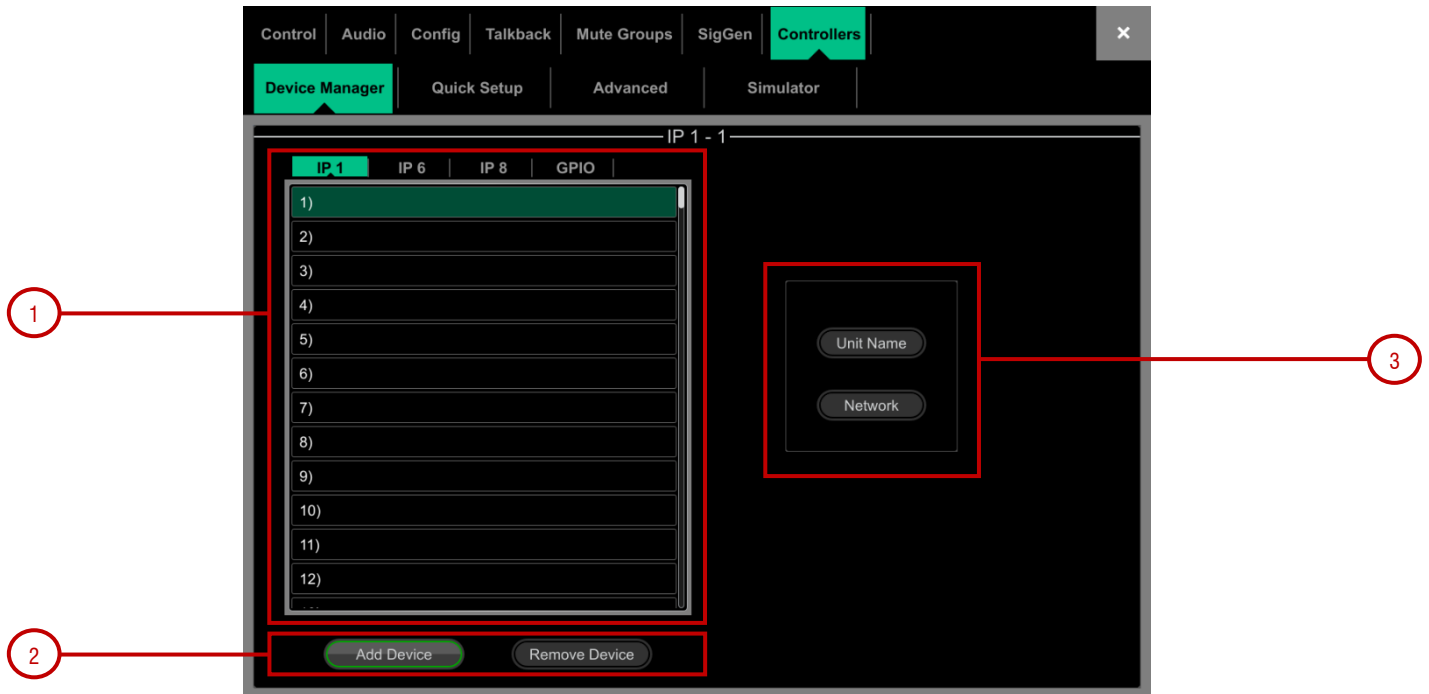 Control Audio Config Talkback Mute Groups SigGen Controllers ×
Device Manager Quick Setup Advanced Simulator
IP 1 - 1
IP 1 IP 6 IP 8 GPIO
1)
2)
3)
4)
5)
6)
7)
8)
9)
10)
11)
12)
Unit Name
Network
Add Device Remove Device
1
2
3